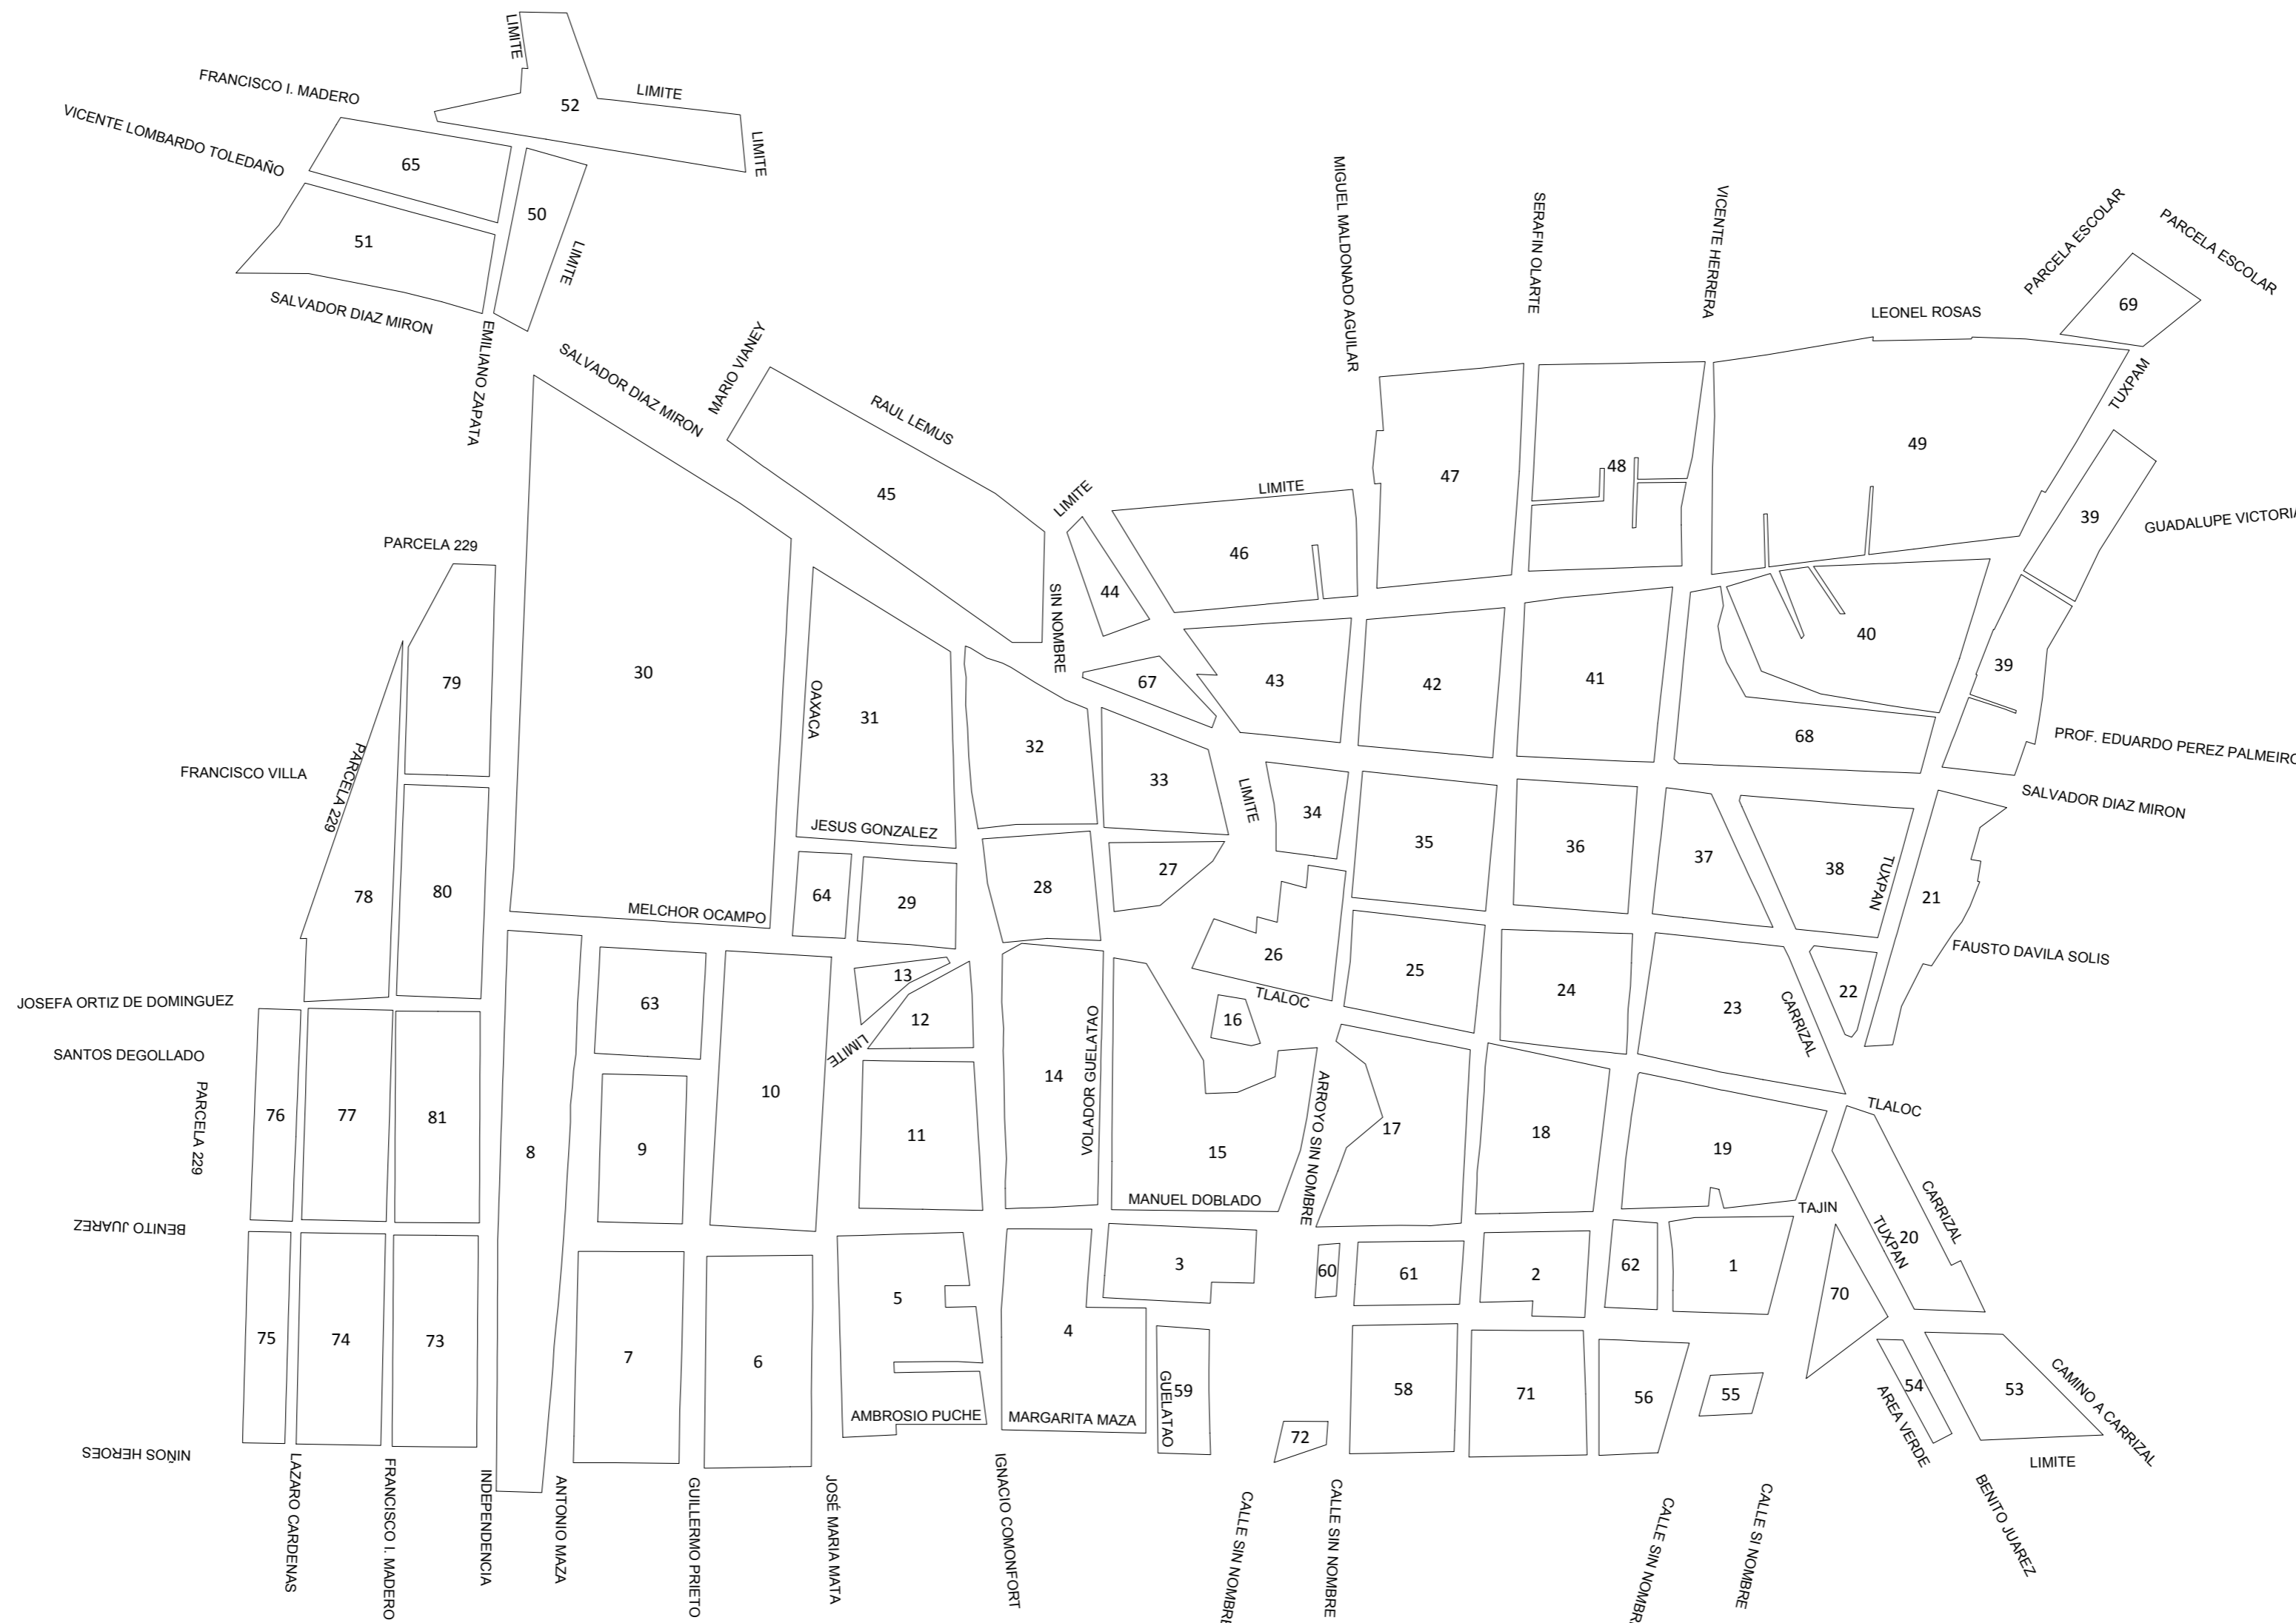 LIMITE
FRANCISCO I. MADERO
52
LIMITE
VICENTE LOMBARDO TOLEDAÑO
LIMITE
65
50
51
LIMITE
SALVADOR DIAZ MIRON
EMILIANO ZAPATA
SALVADOR DIAZ MIRON
MARIO VIANEY
RAUL LEMUS
45
MIGUEL MALDONADO AGUILAR
SERAFIN OLARTE
VICENTE HERRERA
PARCELA ESCOLAR
PARCELA ESCOLAR
69
LEONEL ROSAS
TUXPAM
49
47
48
LIMITE
LIMITE
46
39
GUADALUPE VICTORIA
PARCELA 229
44
SIN NOMBRE
79
30
OAXACA
31
32
67
43
42
41
40
39
68
PROF. EDUARDO PEREZ PALMEIRO
FRANCISCO VILLA
PARCELA 229
33
LIMITE
34
SALVADOR DIAZ MIRON
JESUS GONZALEZ
35
36
37
38
TUXPAN
21
78
80
64
29
28
27
MELCHOR OCAMPO
26
25
24
23
22
FAUSTO DAVILA SOLIS
JOSEFA ORTIZ DE DOMINGUEZ
63
13
12
LIMITE
TLALOC
16
CARRIZAL
SANTOS DEGOLLADO
PARCELA 229
76
77
81
8
9
10
11
14
VOLADOR GUELATAO
15
ARROYO SIN NOMBRE
17
18
19
TLALOC
CARRIZAL
MANUEL DOBLADO
TAJIN
TUXPAN
20
BENITO JUAREZ
3
60
61
2
62
1
70
75
74
73
7
6
5
4
59
GUELATAO
58
71
56
55
54
53
CAMINO A CARRIZAL
AREA VERDE
AMBROSIO PUCHE
MARGARITA MAZA
72
LIMITE
NIÑOS HEROES
LAZARO CARDENAS
FRANCISCO I. MADERO
INDEPENDENCIA
ANTONIO MAZA
GUILLERMO PRIETO
JOSÉ MARIA MATA
IGNACIO COMONFORT
CALLE SIN NOMBRE
CALLE SIN NOMBRE
CALLE SIN NOMBRE
CALLE SI NOMBRE
BENITO JUAREZ